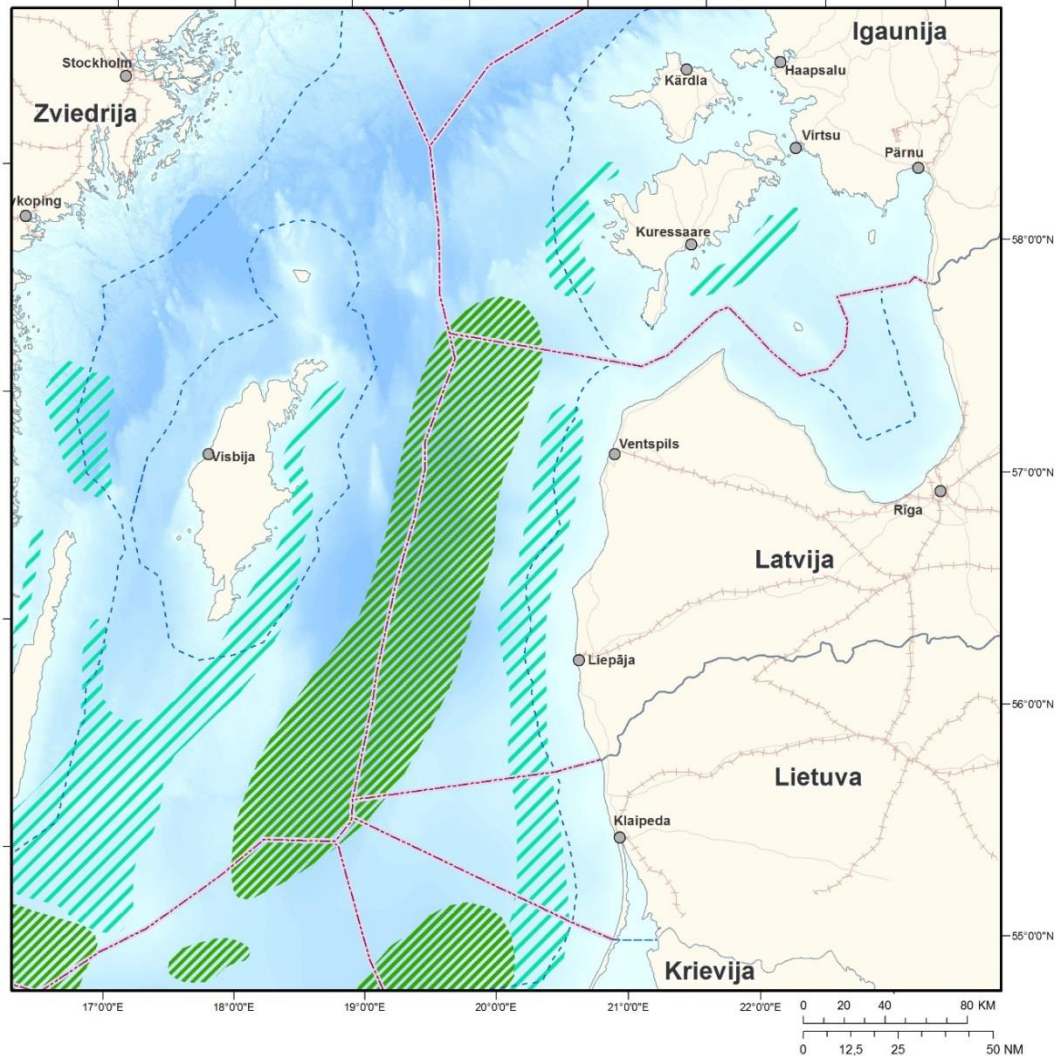 Igaunija
Stockholm
Kärdla
Haapsalu
Zviedrija
Virtsu
Pärnu
vkoping
Kuressaare
58°0'0"N
Visbija
Ventspils
57°0'0"N
Rīga
Latvija
Liepāja
56°0'0"N
Lietuva
Klaipeda
55°0'0"N
Krievija
17°0'0"E 18°0'0"E 19°0'0"E 20°0'0"E 21°0'0"E 22°0'0"E
0 20 40 80 KM
0 12,5 25 50 NM